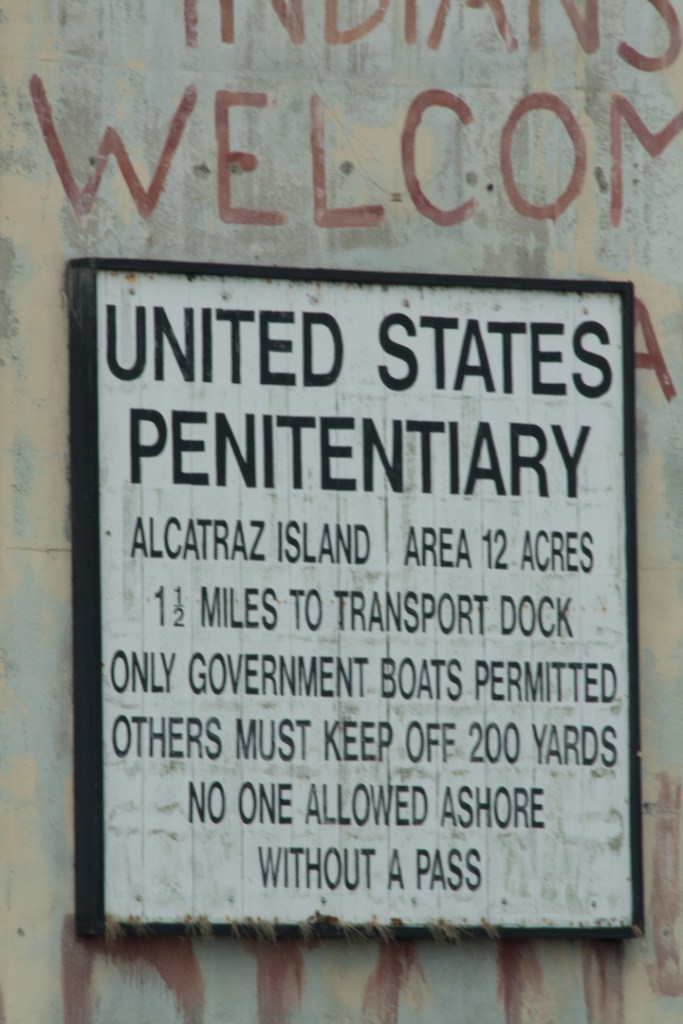 INDIANS
WELCOM
UNITED STATES
PENITENTIARY
ALCATRAZ ISLAND AREA 12 ACRES
1½ MILES TO TRANSPORT DOCK
ONLY GOVERNMENT BOATS PERMITTED
OTHERS MUST KEEP OFF 200 YARDS
NO ONE ALLOWED ASHORE
WITHOUT A PASS